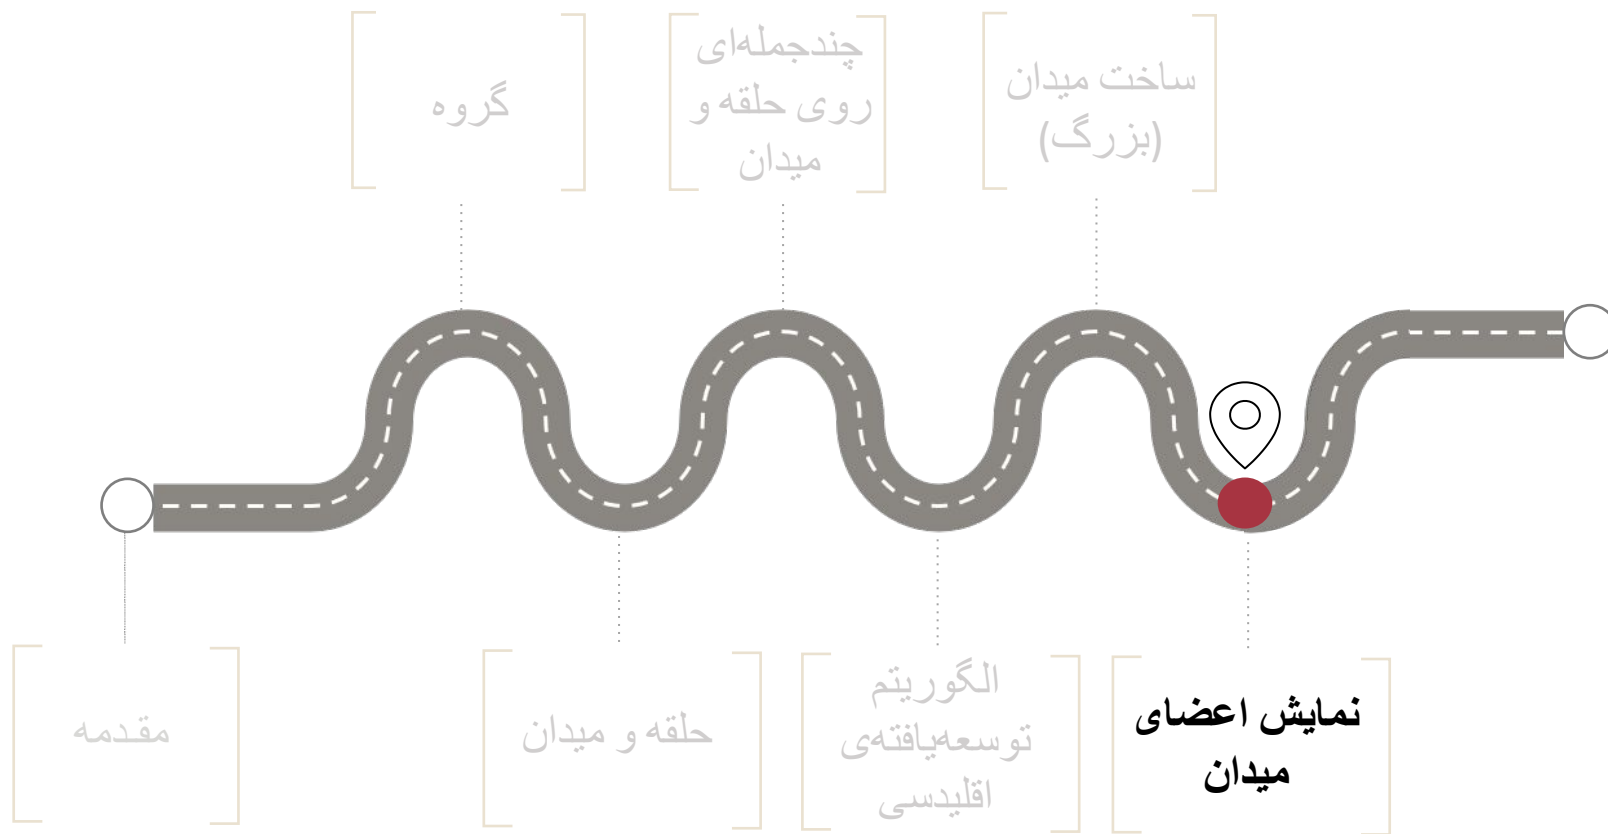 مقدمه
گروه
حلقه و میدان
چندجمله‌ای
روی حلقه و
میدان
الگوریتم
توسعه‌یافته‌ی
اقلیدسی
ساخت میدان
(بزرگ)
نمایش اعضای
میدان